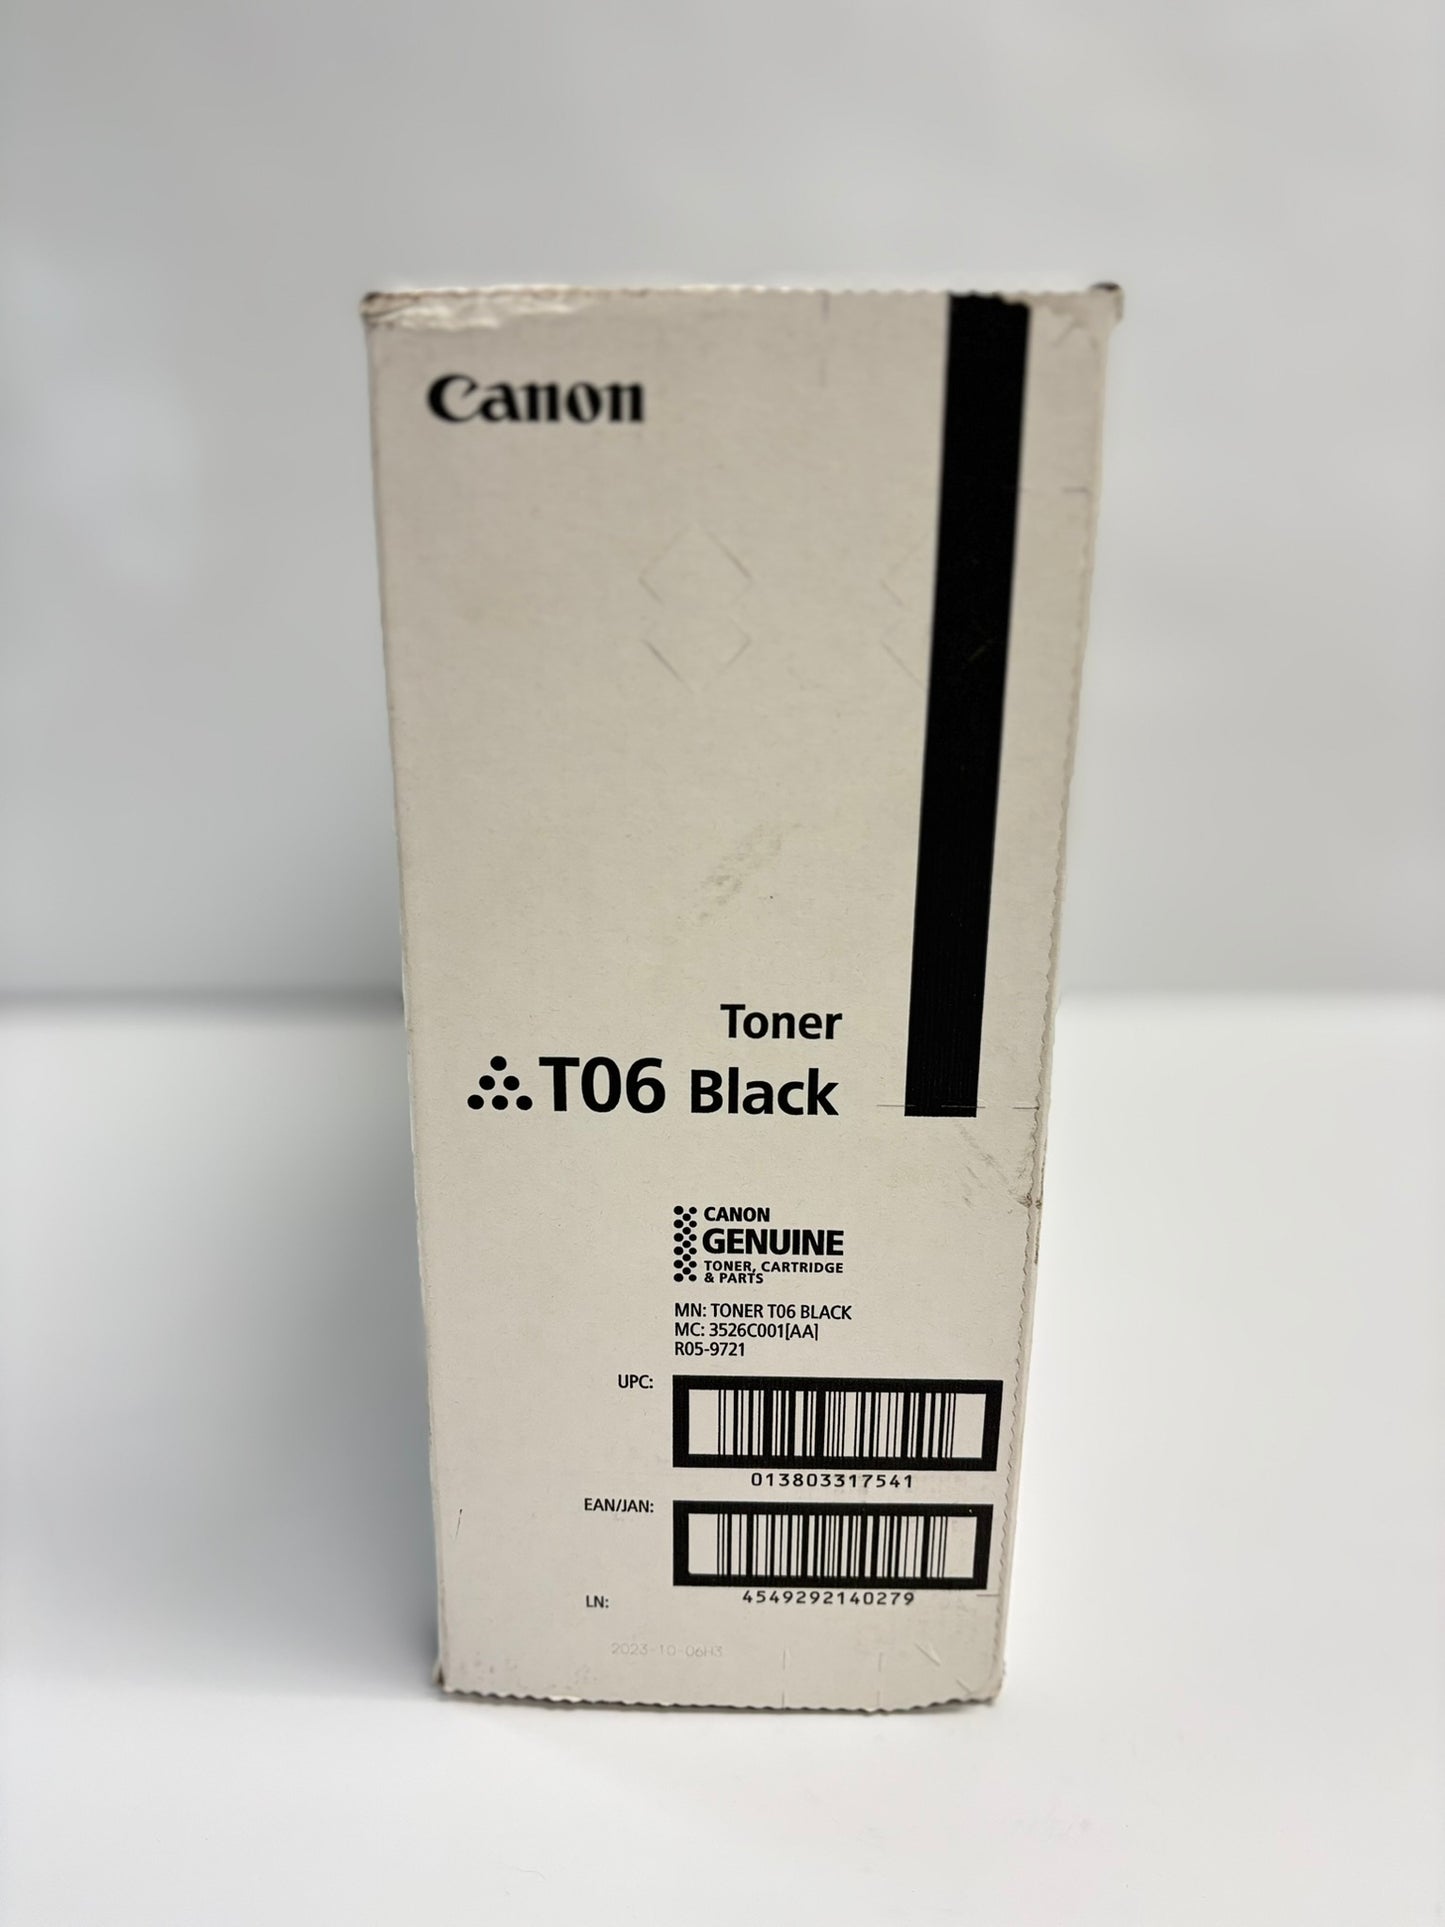 Canon
Toner
T06 Black
CANON
GENUINE
TONER, CARTRIDGE
& PARTS
MN: TONER T06 BLACK
MC: 3526C001[AA]
R05-9721
UPC:
013803317541
EAN/JAN:
4549292140279
LN:
2023-10-06H3